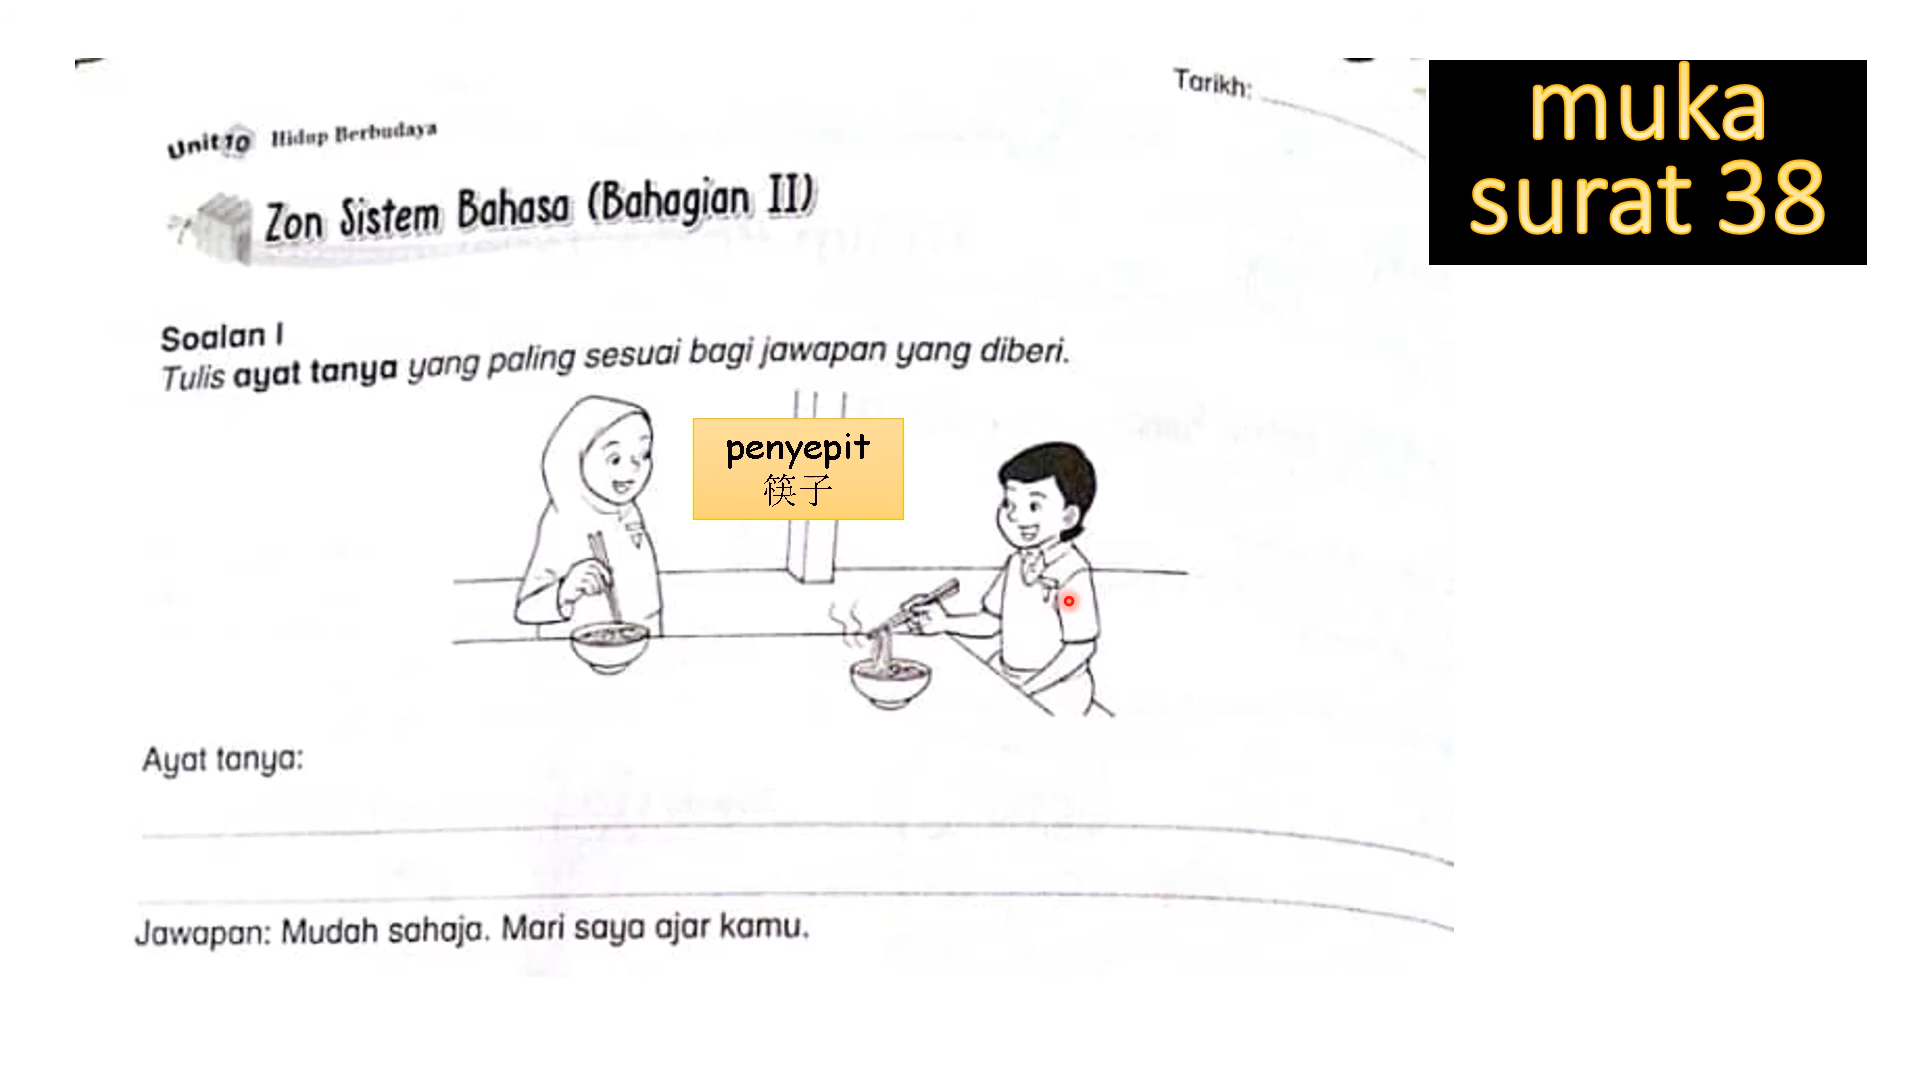 Tarikh:
muka
surat 38
Unit 10 Hidup Berbudaya
Zon Sistem Bahasa (Bahagian II)
Soalan 1
Tulis ayat tanya yang paling sesuai bagi jawapan yang diberi.
penyepit
筷子
Ayat tanya:
Jawapan: Mudah sahaja. Mari saya ajar kamu.